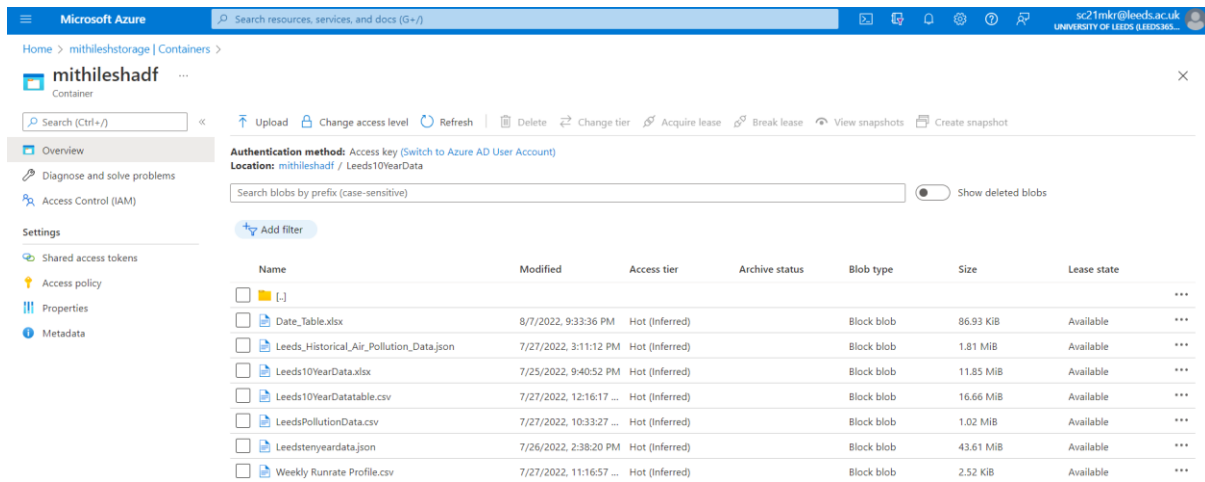 Microsoft Azure
Search resources, services, and docs (G+/)
sc21mkr@leeds.ac.uk
UNIVERSITY OF LEEDS (LEEDS365...
Home > mithileshstorage | Containers >
mithileshadf ...
Container
Search (Ctrl+/)
«
Upload Change access level Refresh Delete Change tier Acquire lease Break lease View snapshots Create snapshot
Overview
Diagnose and solve problems
Access Control (IAM)
Settings
Shared access tokens
Access policy
Properties
Metadata
Authentication method: Access key (Switch to Azure AD User Account)
Location: mithileshadf / Leeds10YearData
Search blobs by prefix (case-sensitive)
Show deleted blobs
Add filter
Name Modified Access tier Archive status Blob type Size Lease state
[..] ...
Date_Table.xlsx 8/7/2022, 9:33:36 PM Hot (Inferred) Block blob 86.93 KiB Available ...
Leeds_Historical_Air_Pollution_Data.json 7/27/2022, 3:11:12 PM Hot (Inferred) Block blob 1.81 MiB Available ...
Leeds10YearData.xlsx 7/25/2022, 9:40:52 PM Hot (Inferred) Block blob 11.85 MiB Available ...
Leeds10YearDatatable.csv 7/27/2022, 12:16:17 ... Hot (Inferred) Block blob 16.66 MiB Available ...
LeedsPollutionData.csv 7/27/2022, 10:33:27 ... Hot (Inferred) Block blob 1.02 MiB Available ...
Leedstenyeardata.json 7/26/2022, 2:38:20 PM Hot (Inferred) Block blob 43.61 MiB Available ...
Weekly Runrate Profile.csv 7/27/2022, 11:16:57 ... Hot (Inferred) Block blob 2.52 KiB Available ...